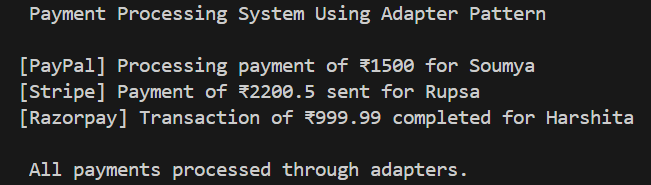 Payment Processing System Using Adapter Pattern
[PayPal] Processing payment of ₹1500 for Soumya
[Stripe] Payment of ₹2200.5 sent for Rupsa
[Razorpay] Transaction of ₹999.99 completed for Harshita
All payments processed through adapters.